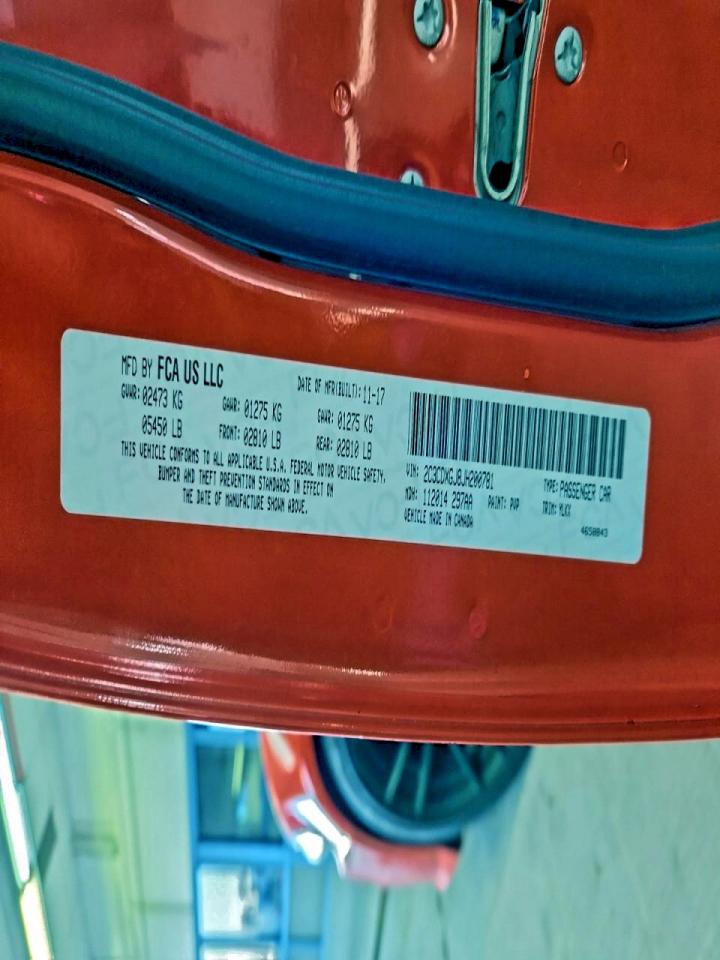 MFD BY FCA US LLC
DATE OF MFR(BUILT): 11-17
GVWR: 02473 KG
GAWR: 01275 KG
GAWR: 01275 KG
05450 LB
FRONT: 02810 LB
REAR: 02810 LB
THIS VEHICLE CONFORMS TO ALL APPLICABLE U.S.A. FEDERAL MOTOR VEHICLE SAFETY,
BUMPER AND THEFT PREVENTION STANDARDS IN EFFECT ON
THE DATE OF MANUFACTURE SHOWN ABOVE.
VIN: 2C3CDXGJ8JH200781
TYPE: PASSENGER CAR
MDH: 112014 287AA
PAINT: PVP
TRIM: YLXX
VEHICLE MADE IN CANADA
4650843